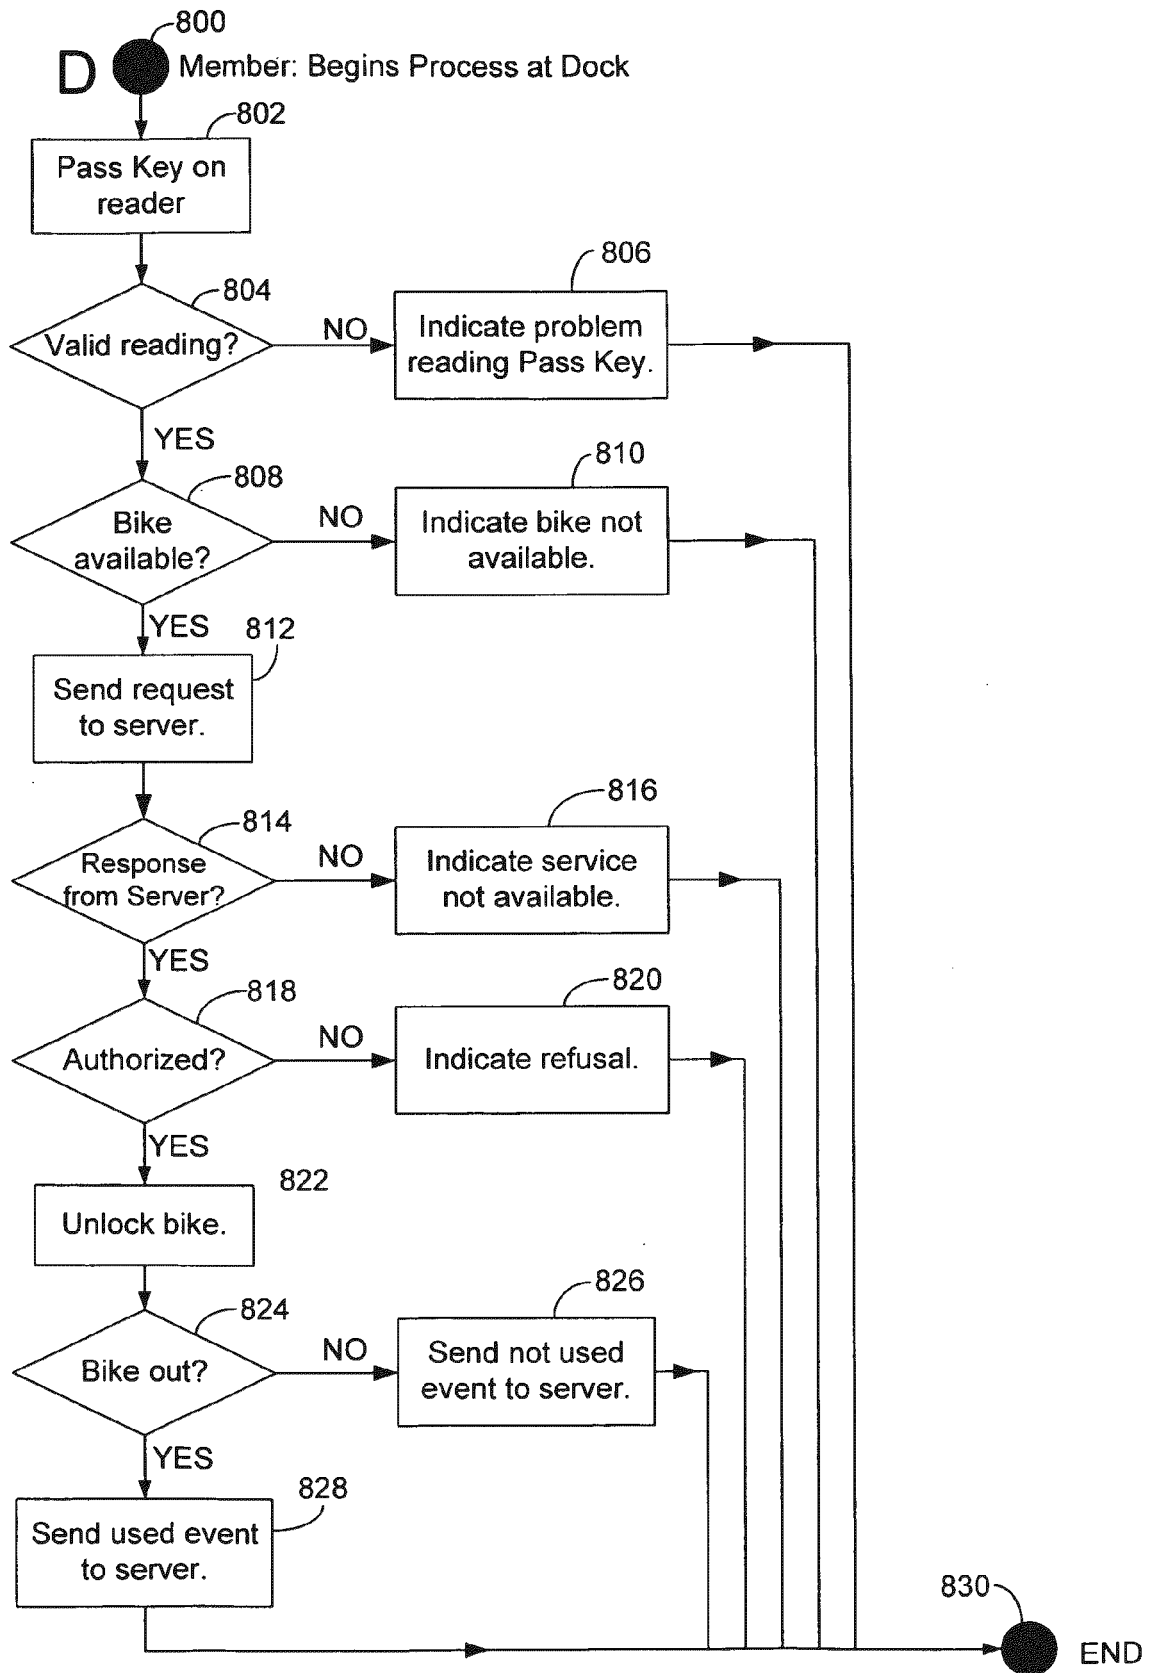 800
D
Member: Begins Process at Dock
802
Pass Key on
reader
804
Valid reading?
NO
806
Indicate problem
reading Pass Key.
YES
808
Bike
available?
NO
810
Indicate bike not
available.
YES
812
Send request
to server.
814
Response
from Server?
NO
816
Indicate service
not available.
YES
818
Authorized?
NO
820
Indicate refusal.
YES
822
Unlock bike.
824
Bike out?
NO
826
Send not used
event to server.
YES
828
Send used event
to server.
830
END